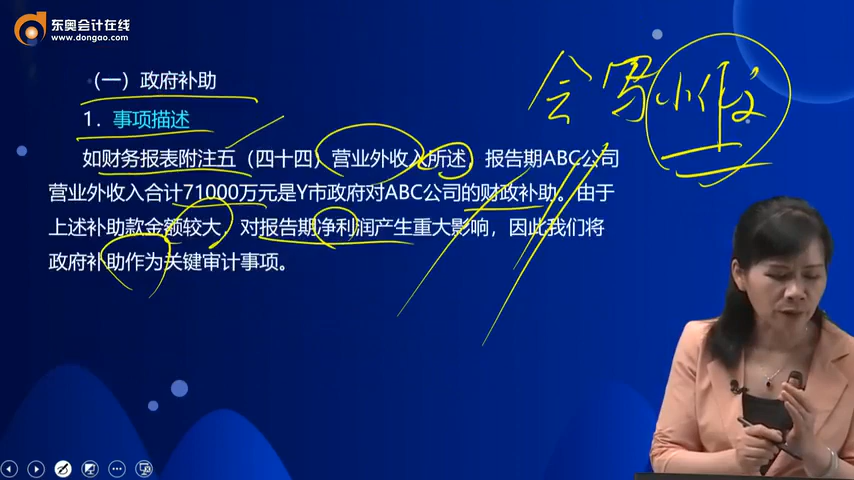 东奥会计在线
www.dongao.com
（一）政府补助
会写小作文
1. 事项描述
如财务报表附注五（四十四）营业外收入所述，报告期ABC公司
营业外收入合计71000万元是Y市政府对ABC公司的财政补助。由于
上述补助款金额较大，对报告期净利润产生重大影响，因此我们将
政府补助作为关键审计事项。